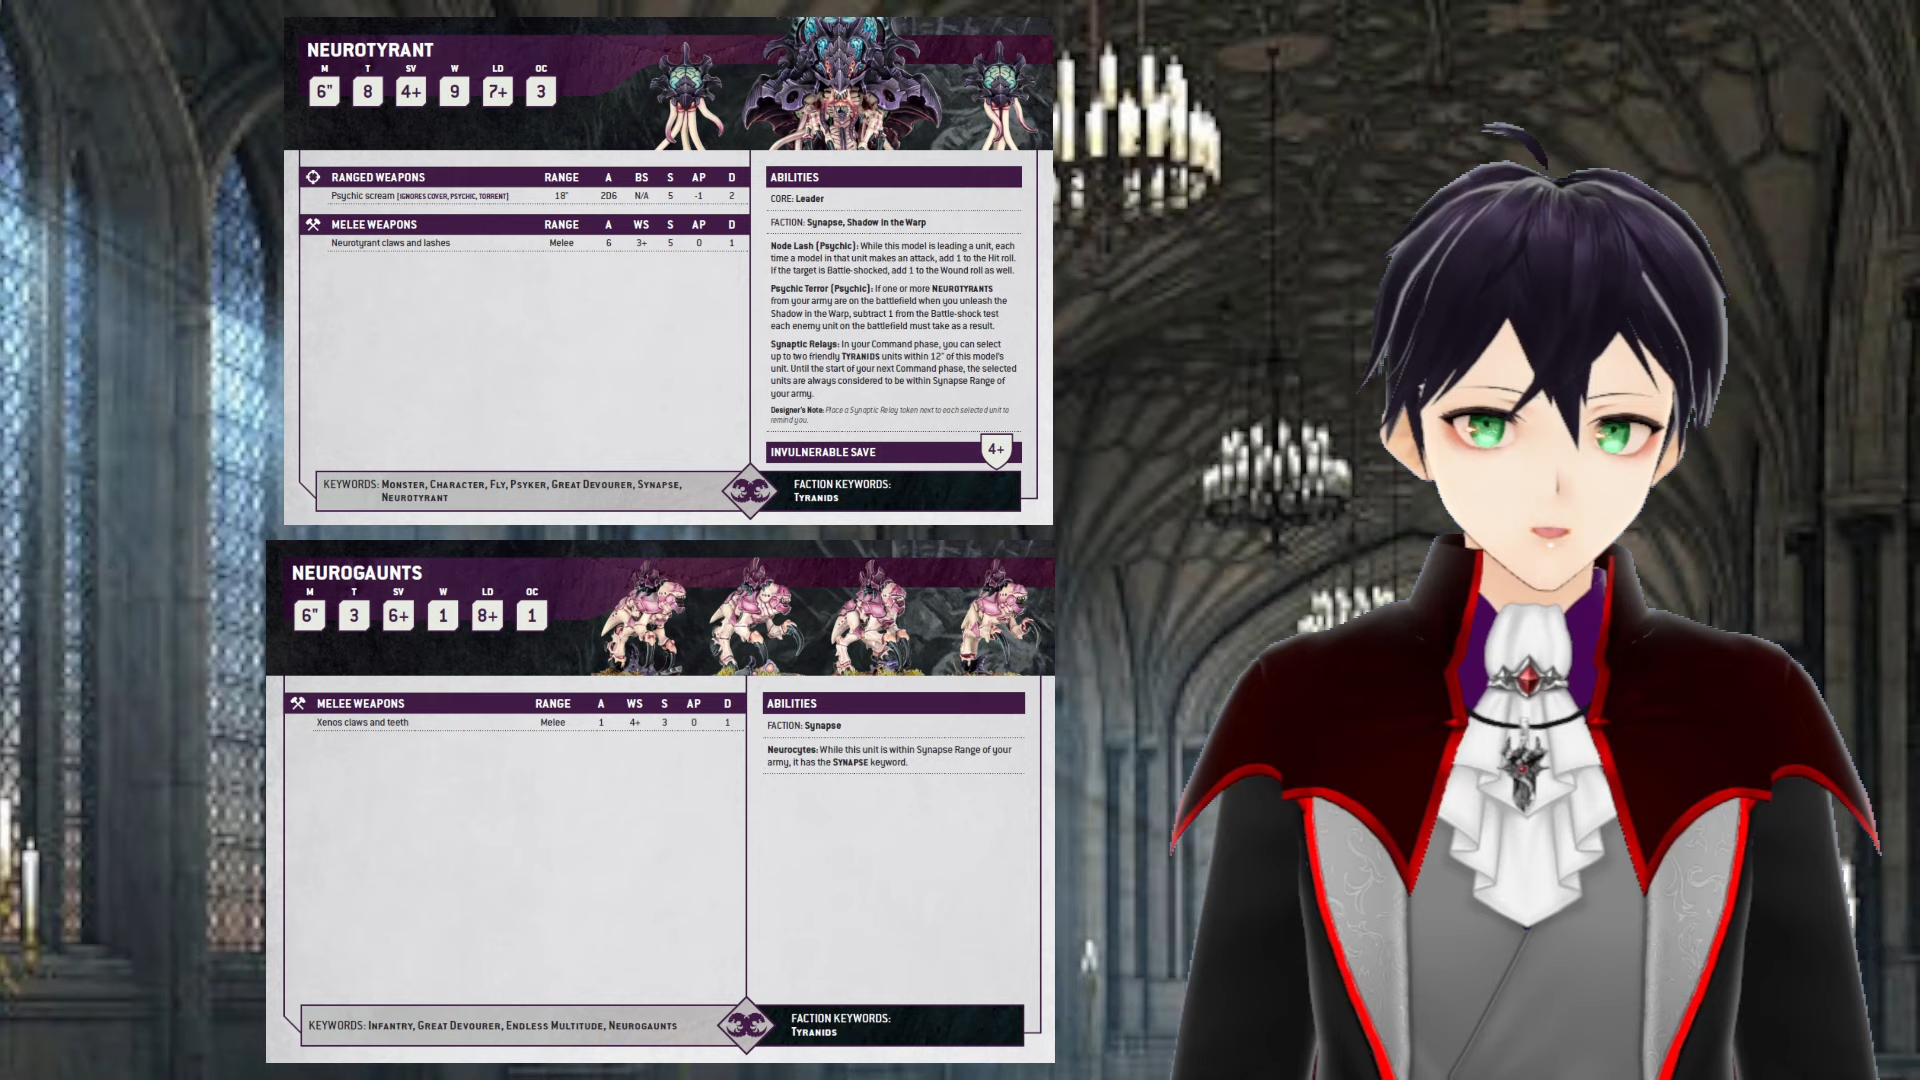 NEUROTYRANT
M T SV W LD OC
6" 8 4+ 9 7+ 3
RANGED WEAPONS RANGE A BS S AP D
Psychic scream [IGNORES COVER, PSYCHIC, TORRENT] 18" 2D6 N/A 5 -1 2
MELEE WEAPONS RANGE A WS S AP D
Neurotyrant claws and lashes Melee 6 3+ 5 0 1
ABILITIES
CORE: Leader
FACTION: Synapse, Shadow in the Warp
Node Lash (Psychic): While this model is leading a unit, each
time a model in that unit makes an attack, add 1 to the Hit roll.
If the target is Battle-shocked, add 1 to the Wound roll as well.
Psychic Terror (Psychic): If one or more NEUROTYRANTS
from your army are on the battlefield when you unleash the
Shadow in the Warp, subtract 1 from the Battle-shock test
each enemy unit on the battlefield must take as a result.
Synaptic Relays: In your Command phase, you can select
up to two friendly TYRANIDS units within 12" of this model's
unit. Until the start of your next Command phase, the selected
units are always considered to be within Synapse Range of
your army.
Designer's Note: Place a Synaptic Relay token next to each selected unit to
remind you.
INVULNERABLE SAVE 4+
KEYWORDS: MONSTER, CHARACTER, FLY, PSYKER, GREAT DEVOURER, SYNAPSE,
NEUROTYRANT
FACTION KEYWORDS:
TYRANIDS
NEUROGAUNTS
M T SV W LD OC
6" 3 6+ 1 8+ 1
MELEE WEAPONS RANGE A WS S AP D
Xenos claws and teeth Melee 1 4+ 3 0 1
ABILITIES
FACTION: Synapse
Neurocytes: While this unit is within Synapse Range of your
army, it has the SYNAPSE keyword.
KEYWORDS: INFANTRY, GREAT DEVOURER, ENDLESS MULTITUDE, NEUROGAUNTS
FACTION KEYWORDS:
TYRANIDS